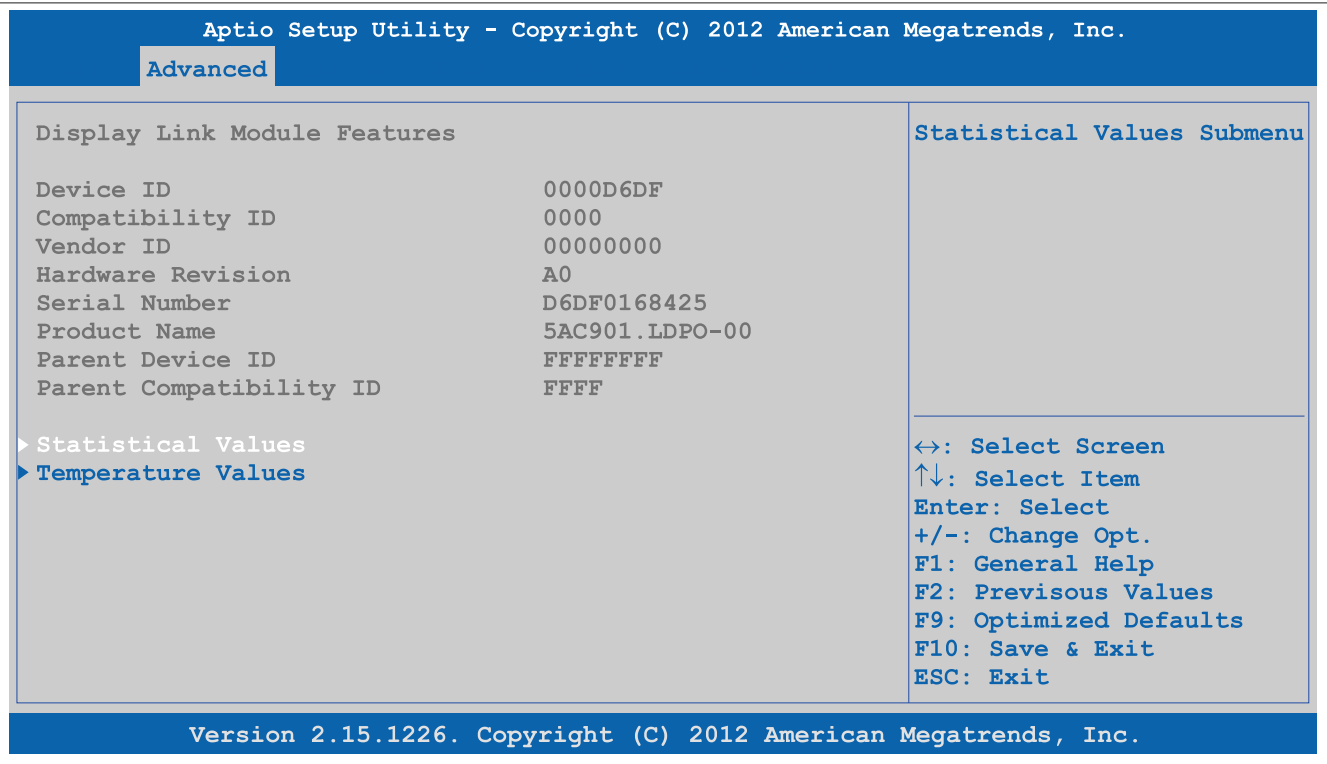 Aptio Setup Utility - Copyright (C) 2012 American Megatrends, Inc.
Advanced
Display Link Module Features
Device ID 0000D6DF
Compatibility ID 0000
Vendor ID 00000000
Hardware Revision A0
Serial Number D6DF0168425
Product Name 5AC901.LDPO-00
Parent Device ID FFFFFFFF
Parent Compatibility ID FFFF
Statistical Values
Temperature Values
Statistical Values Submenu
↔: Select Screen
↑↓: Select Item
Enter: Select
+/-: Change Opt.
F1: General Help
F2: Previsous Values
F9: Optimized Defaults
F10: Save & Exit
ESC: Exit
Version 2.15.1226. Copyright (C) 2012 American Megatrends, Inc.